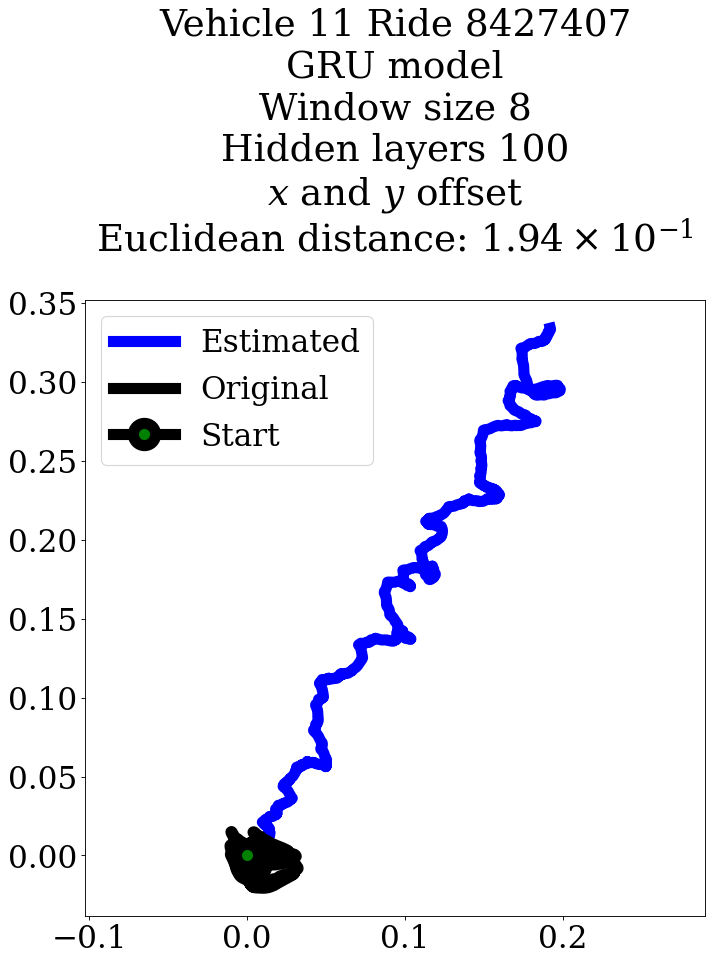 Vehicle 11 Ride 8427407
GRU model
Window size 8
Hidden layers 100
x and y offset
Euclidean distance: 1.94 × 10⁻¹
0.35
0.30
0.25
0.20
0.15
0.10
0.05
0.00
Estimated
Original
Start
−0.1
0.0
0.1
0.2